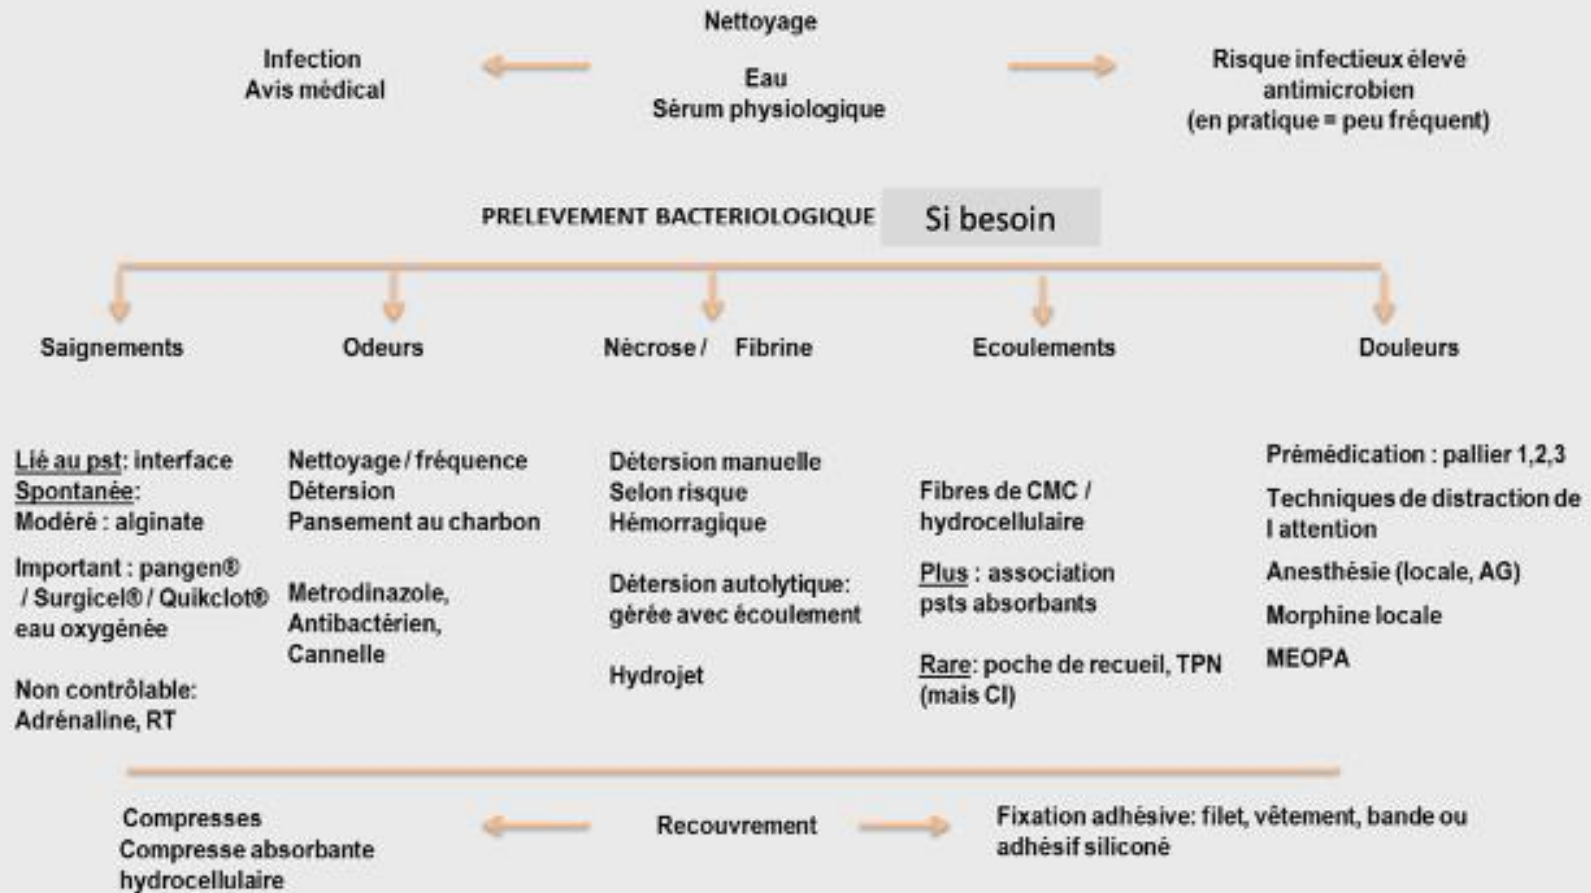 Nettoyage
Infection
Avis médical
Eau
Sérum physiologique
Risque infectieux élevé
antimicrobien
(en pratique = peu fréquent)
PRELEVEMENT BACTERIOLOGIQUE
Si besoin
Saignements
Odeurs
Nécrose / Fibrine
Ecoulements
Douleurs
Lié au pst: interface
Spontanée:
Modéré : alginate
Important : pangen®
/ Surgicel® / Quikclot®
eau oxygénée
Non contrôlable:
Adrénaline, RT
Nettoyage / fréquence
Détersion
Pansement au charbon
Metrodinazole,
Antibactérien,
Cannelle
Détersion manuelle
Selon risque
Hémorragique
Détersion autolytique:
gérée avec écoulement
Hydrojet
Fibres de CMC /
hydrocellulaire
Plus : association
psts absorbants
Rare: poche de recueil, TPN
(mais CI)
Prémédication : pallier 1,2,3
Techniques de distraction de
l attention
Anesthésie (locale, AG)
Morphine locale
MEOPA
Compresses
Compresse absorbante
hydrocellulaire
Recouvrement
Fixation adhésive: filet, vêtement, bande ou
adhésif siliconé